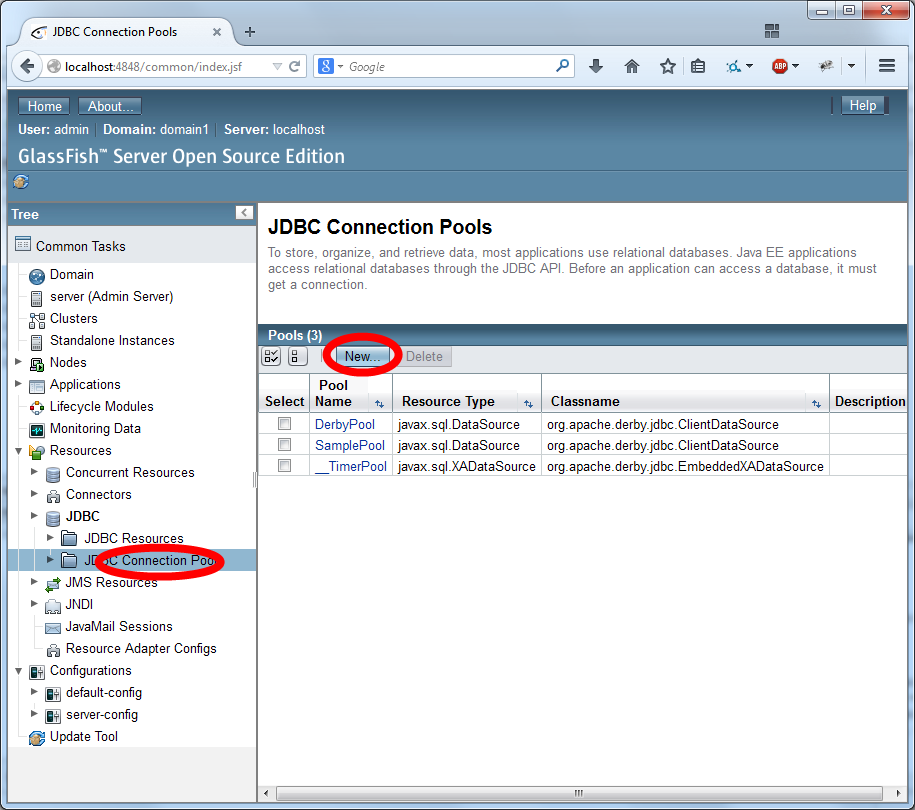 JDBC Connection Pools
localhost:4848/common/index.jsf
8 Google
ABP
Home About... Help
User: admin Domain: domain1 Server: localhost
GlassFish™ Server Open Source Edition
Tree
Common Tasks
Domain
server (Admin Server)
Clusters
Standalone Instances
Nodes
Applications
Lifecycle Modules
Monitoring Data
Resources
Concurrent Resources
Connectors
JDBC
JDBC Resources
JDBC Connection Pools
JMS Resources
JNDI
JavaMail Sessions
Resource Adapter Configs
Configurations
default-config
server-config
Update Tool
JDBC Connection Pools
To store, organize, and retrieve data, most applications use relational databases. Java EE applications
access relational databases through the JDBC API. Before an application can access a database, it must
get a connection.
Pools (3)
New... Delete
Select Pool Name Resource Type Classname Description
DerbyPool javax.sql.DataSource org.apache.derby.jdbc.ClientDataSource
SamplePool javax.sql.DataSource org.apache.derby.jdbc.ClientDataSource
__TimerPool javax.sql.XADataSource org.apache.derby.jdbc.EmbeddedXADataSource